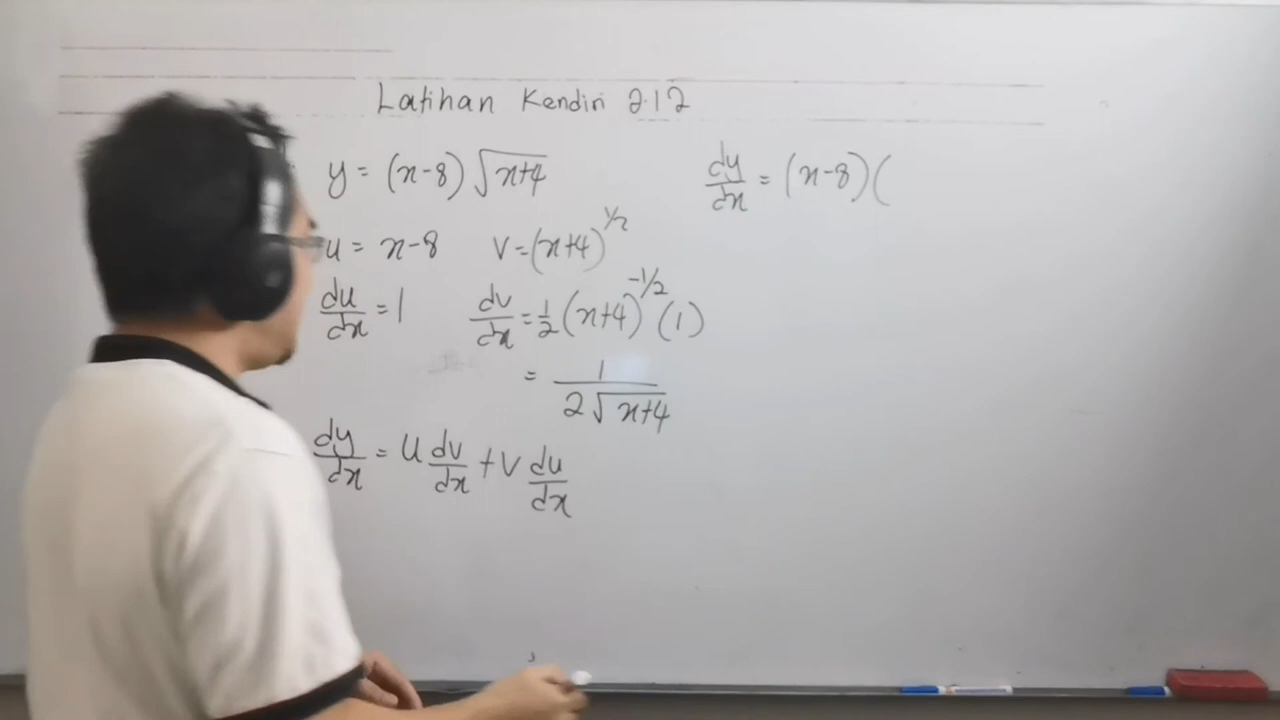 Latihan Kendiri 2.12
y = (x-8)√(x+4)
u = x-8
v = (x+4)^(1/2)
du/dx = 1
dv/dx = 1/2 (x+4)^(-1/2) (1)
= 1/(2√(x+4))
dy/dx = u dv/dx + v du/dx
dy/dx = (x-8)(